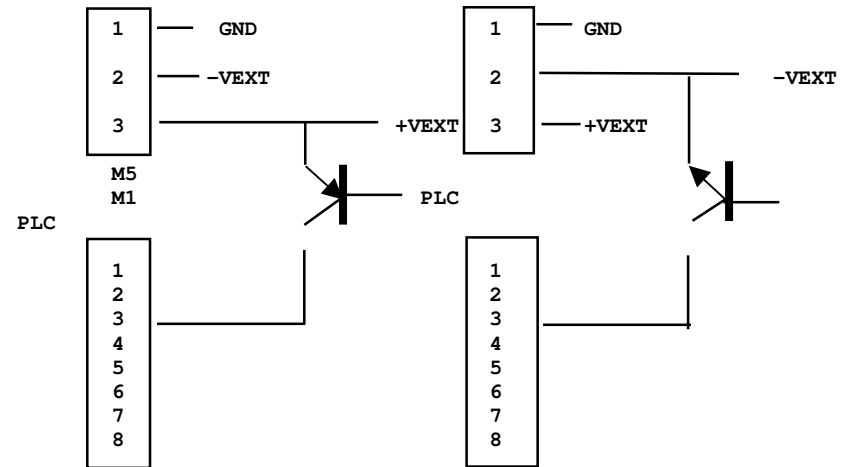 1 GND 1 GND
2 −VEXT 2 −VEXT
3 +VEXT 3 +VEXT
M5
M1 PLC
PLC
1 1
2 2
3 3
4 4
5 5
6 6
7 7
8 8